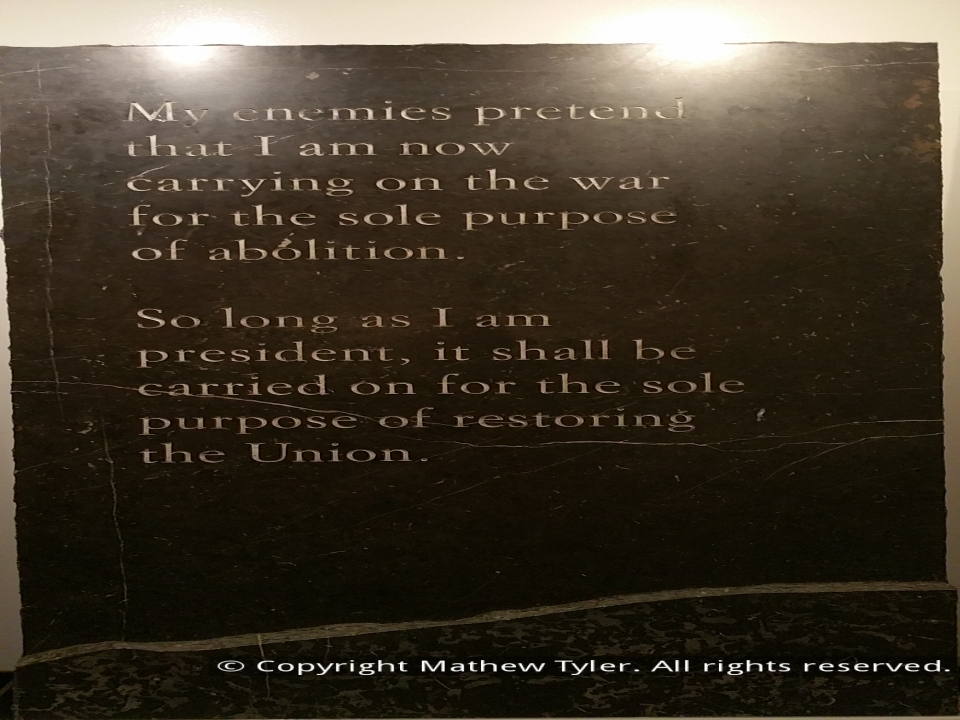 My enemies pretend
that I am now
carrying on the war
for the sole purpose
of abolition.
So long as I am
president, it shall be
carried on for the sole
purpose of restoring
the Union.
© Copyright Mathew Tyler. All rights reserved.